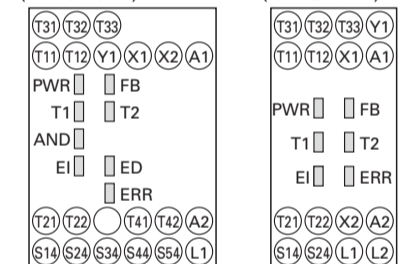 T31 T32 T33
T11 T12 Y1 X1 X2 A1
PWR FB
T1 T2
AND
EI ED
ERR
T21 T22 T41 T42 A2
S14 S24 S34 S44 S54 L1
T31 T32 T33 Y1
T11 T12 X1 A1
PWR FB
T1 T2
EI ERR
T21 T22 X2 A2
S14 S24 L1 L2